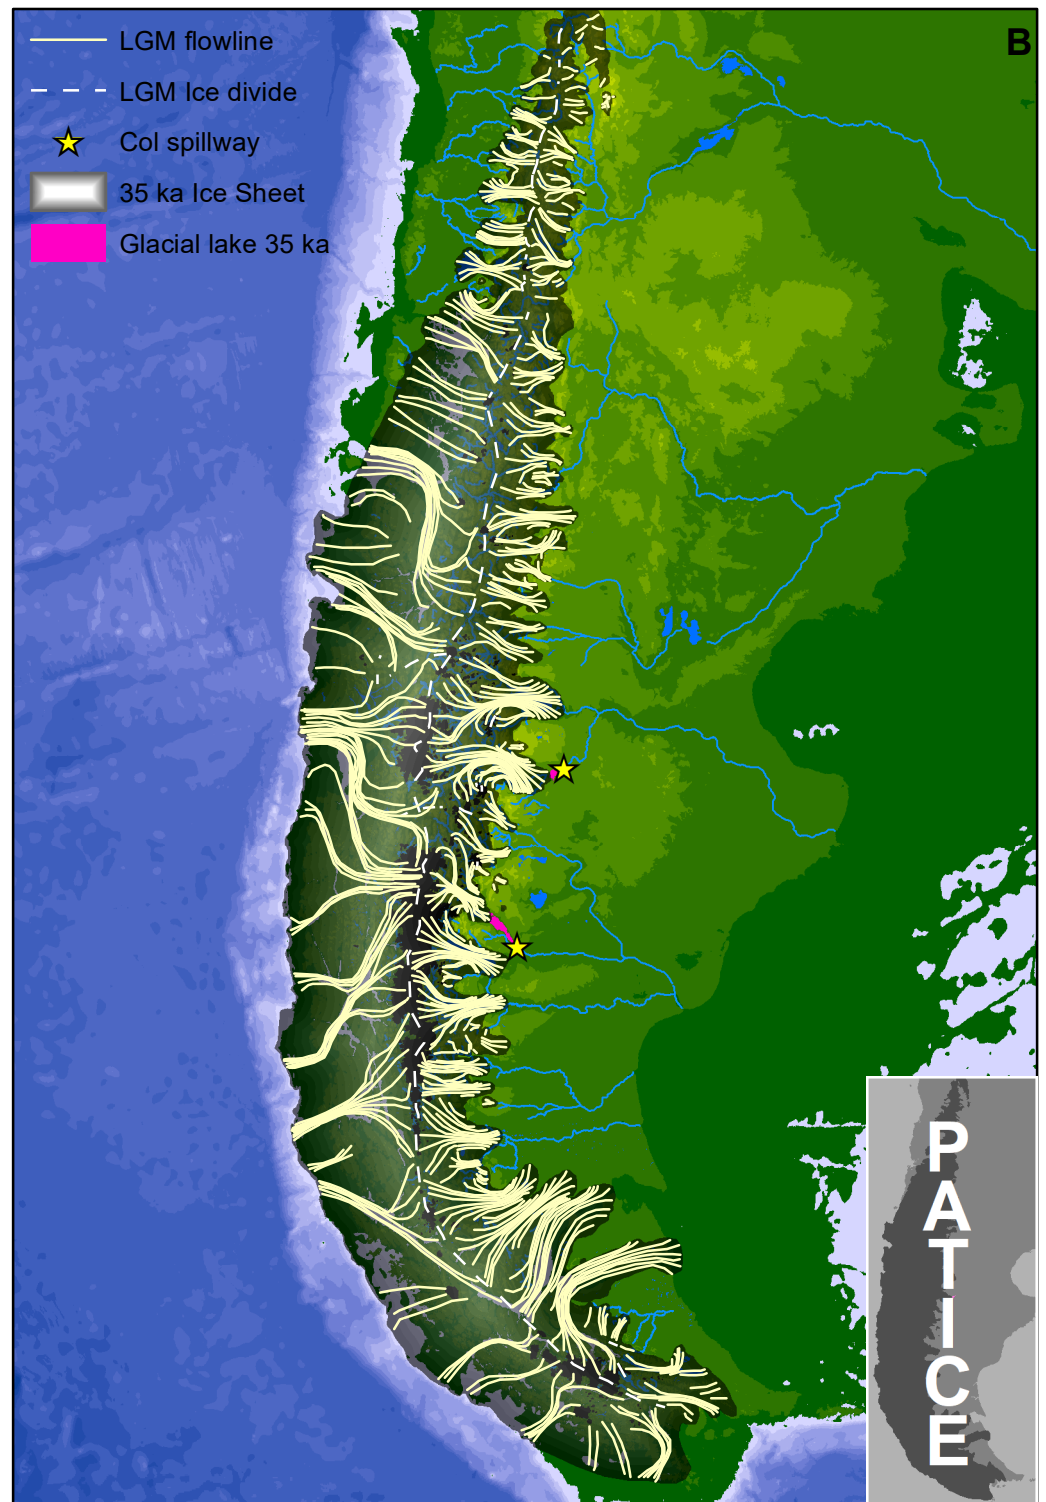 LGM flowline
LGM Ice divide
Col spillway
35 ka Ice Sheet
Glacial lake 35 ka
B
PATICE